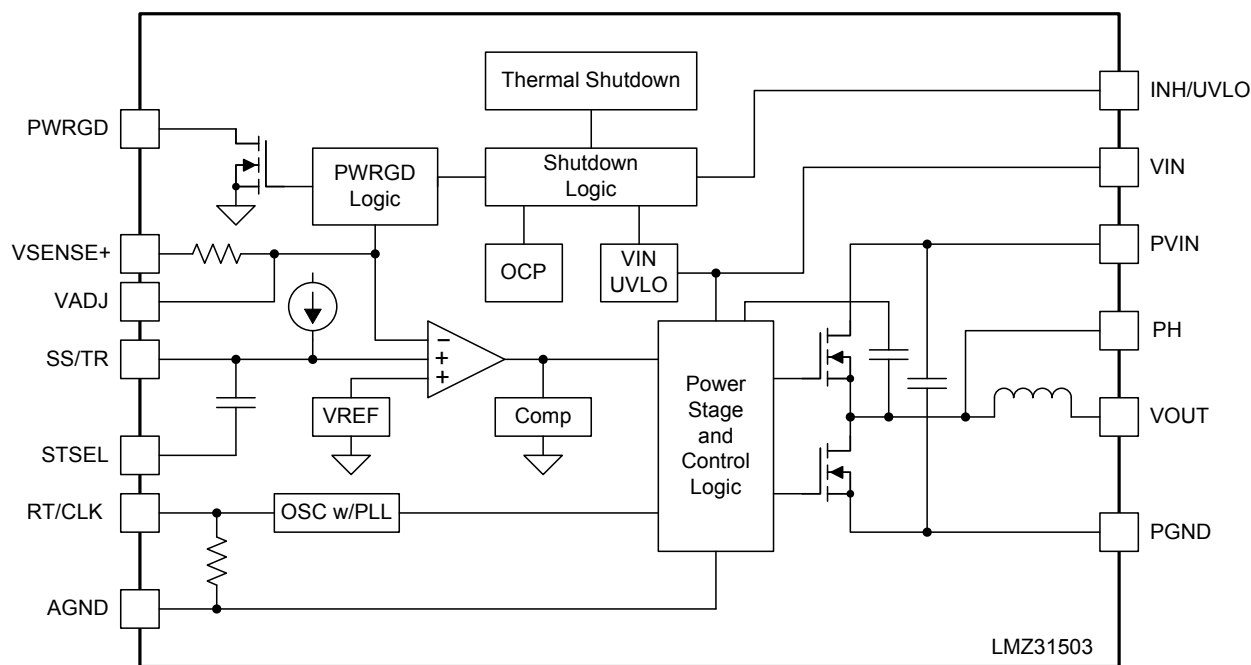 Thermal Shutdown
PWRGD
INH/UVLO
PWRGD
Logic
Shutdown
Logic
VIN
VSENSE+
OCP
VIN
UVLO
PVIN
VADJ
SS/TR
PH
−
+
+
VREF
Comp
Power
Stage
and
Control
Logic
VOUT
STSEL
RT/CLK
OSC w/PLL
PGND
AGND
LMZ31503